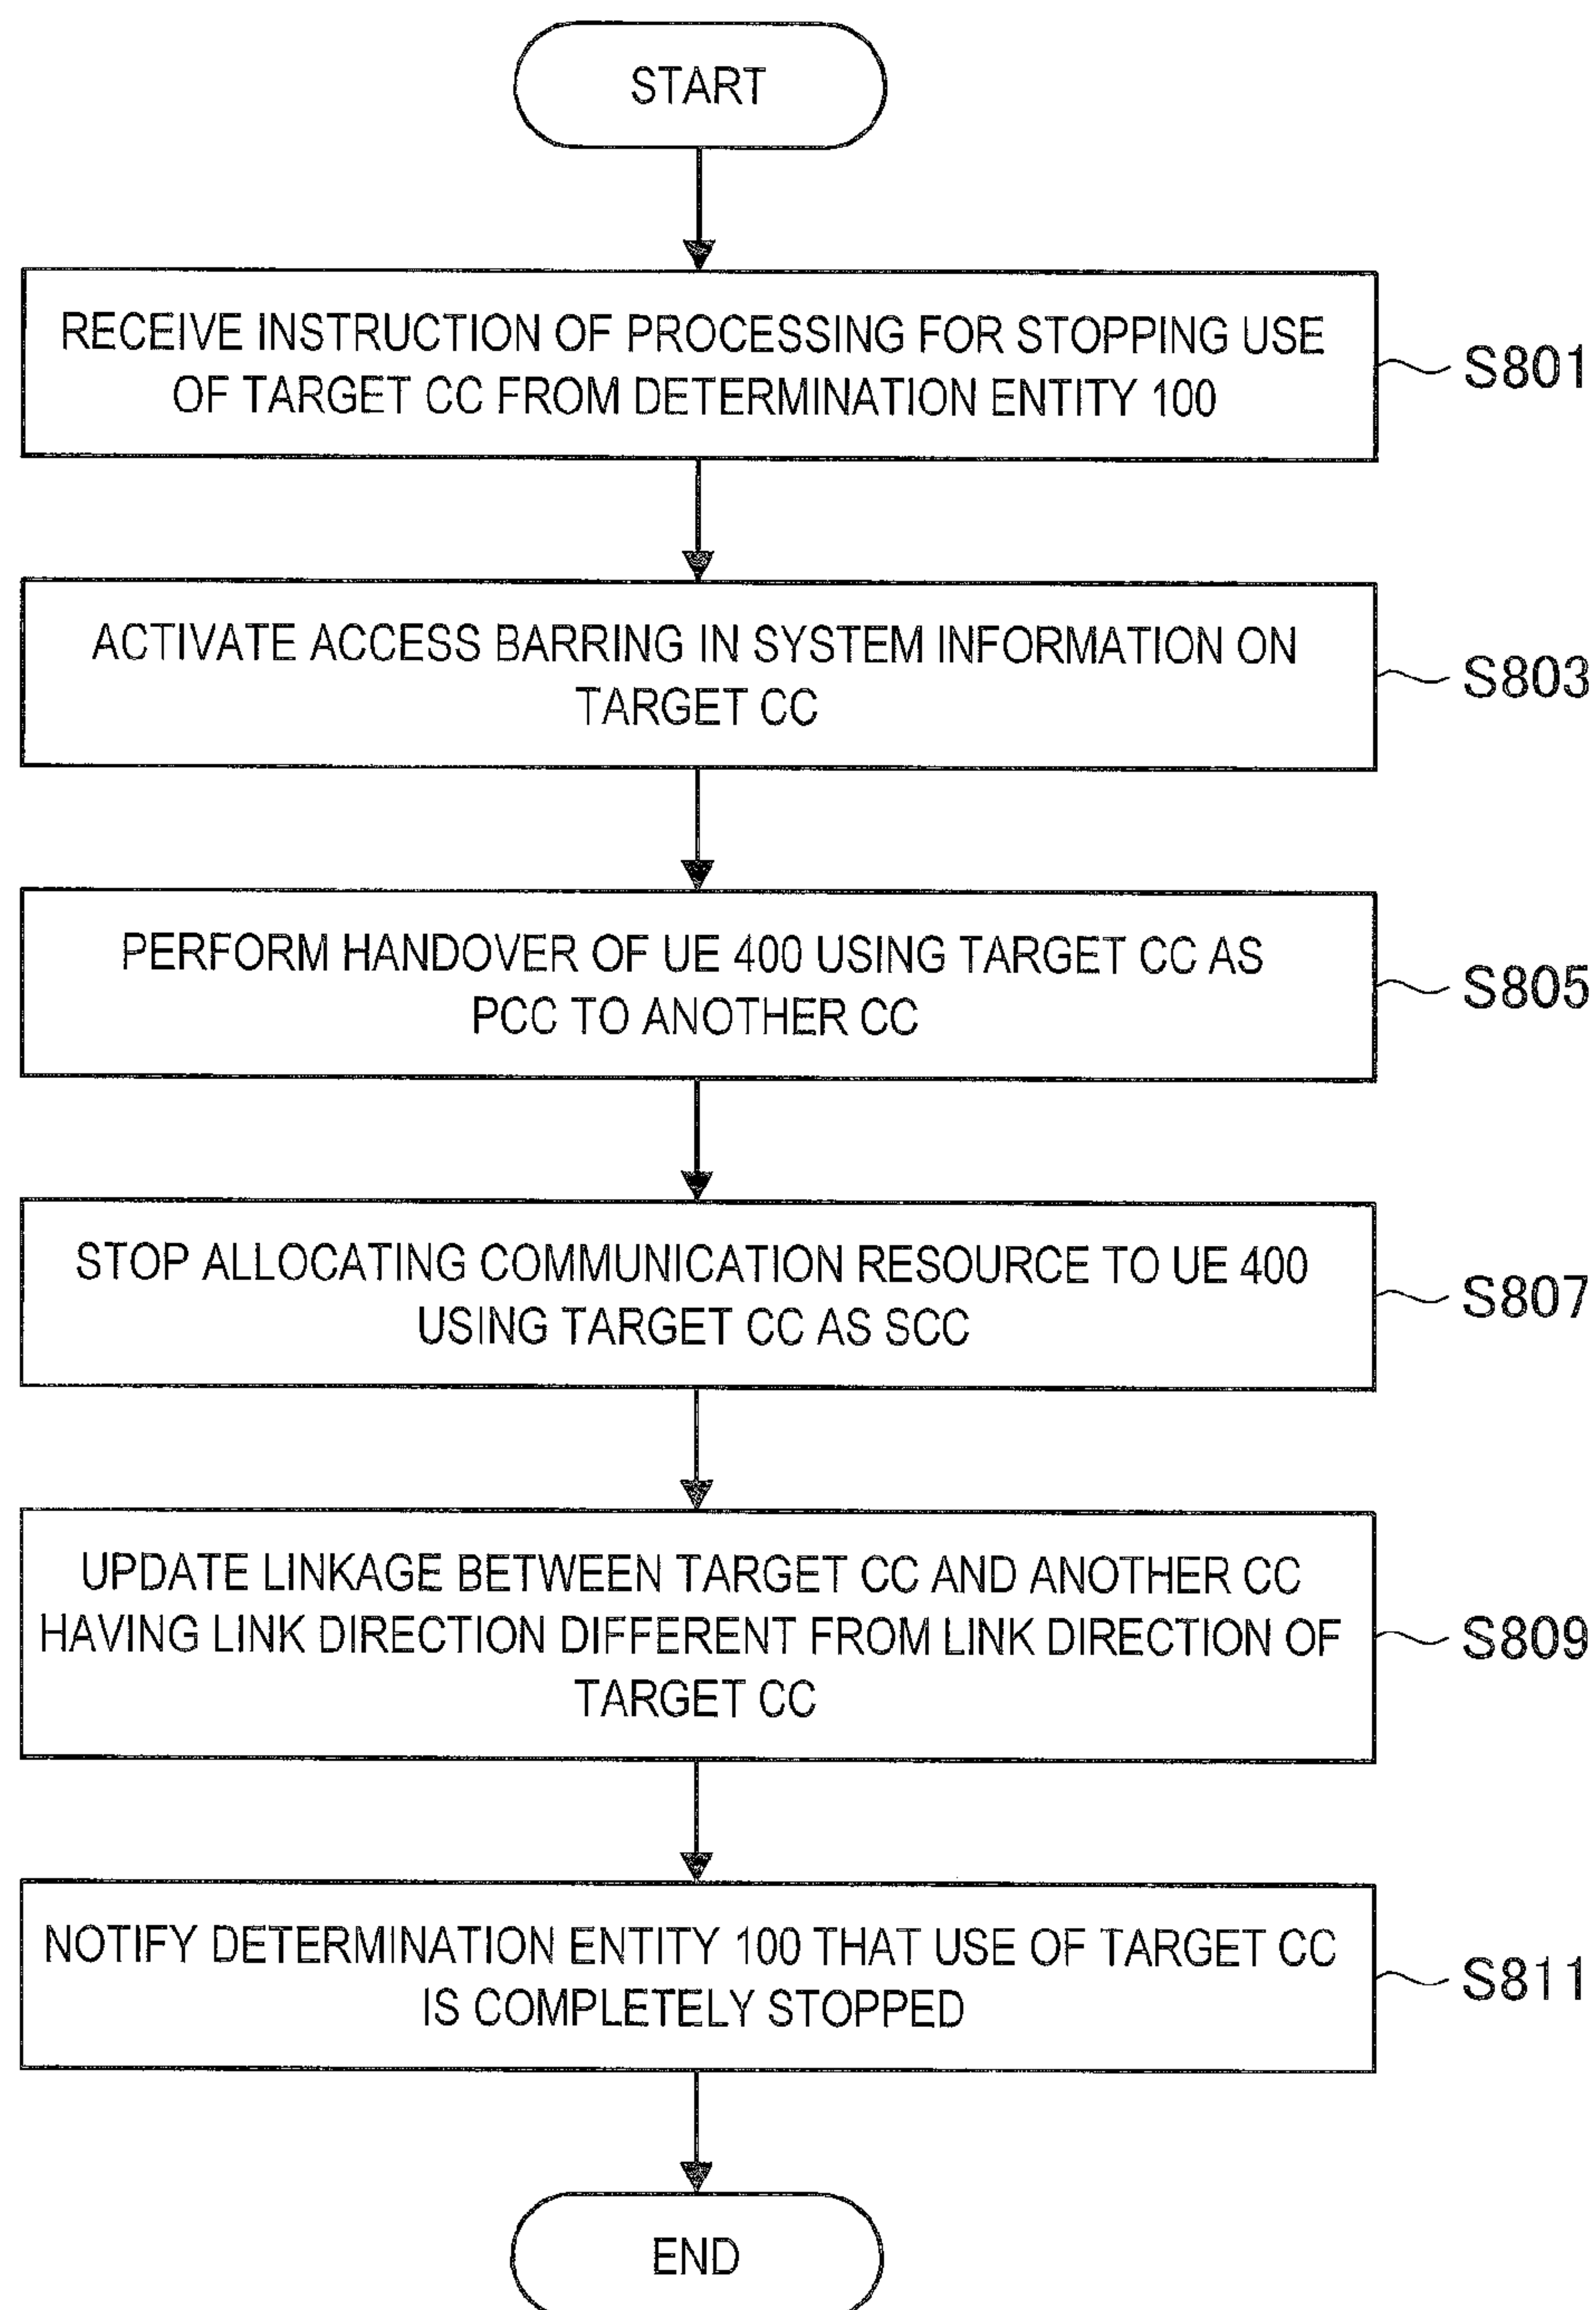 START
RECEIVE INSTRUCTION OF PROCESSING FOR STOPPING USE
OF TARGET CC FROM DETERMINATION ENTITY 100
S801
ACTIVATE ACCESS BARRING IN SYSTEM INFORMATION ON
TARGET CC
S803
PERFORM HANDOVER OF UE 400 USING TARGET CC AS
PCC TO ANOTHER CC
S805
STOP ALLOCATING COMMUNICATION RESOURCE TO UE 400
USING TARGET CC AS SCC
S807
UPDATE LINKAGE BETWEEN TARGET CC AND ANOTHER CC
HAVING LINK DIRECTION DIFFERENT FROM LINK DIRECTION OF
TARGET CC
S809
NOTIFY DETERMINATION ENTITY 100 THAT USE OF TARGET CC
IS COMPLETELY STOPPED
S811
END